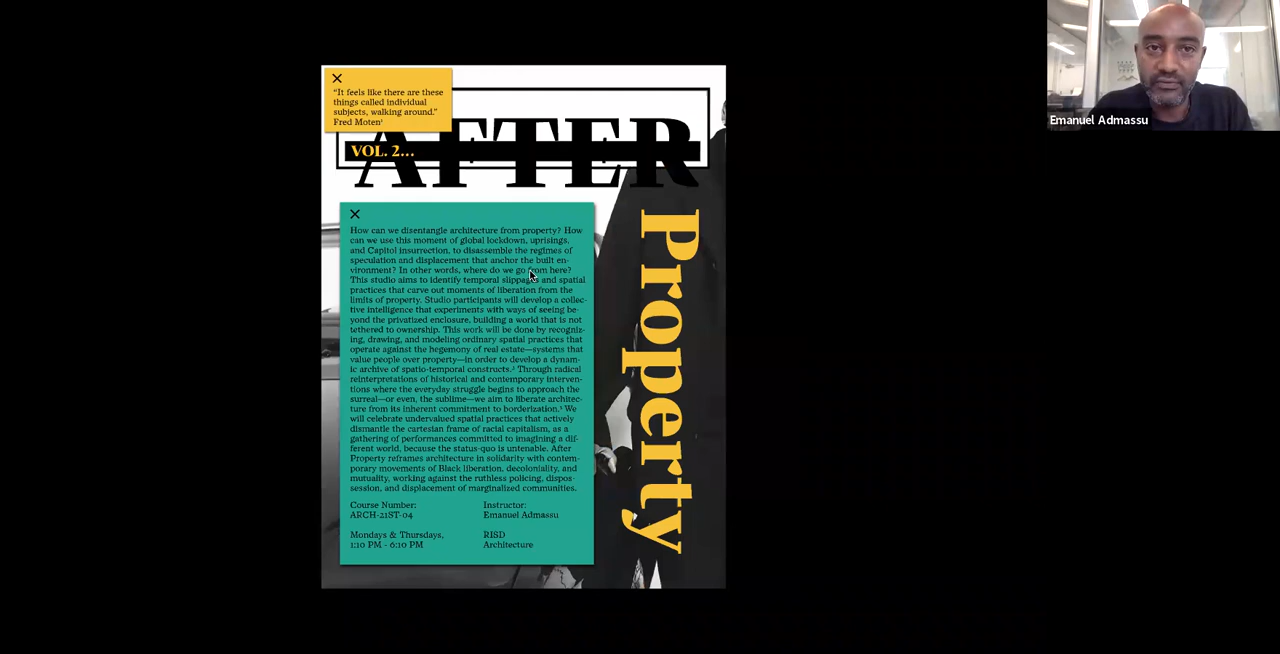 Emanuel Admassu
"It feels like there are these
things called individual
subjects, walking around."
Fred Moten¹
AFTER
VOL. 2...
Property
How can we disentangle architecture from property? How
can we use this moment of global lockdown, uprisings,
and Capitol insurrection, to disassemble the regimes of
speculation and displacement that anchor the built en-
vironment? In other words, where do we go from here?
This studio aims to identify temporal slippages and spatial
practices that carve out moments of liberation from the
limits of property. Studio participants will develop a collec-
tive intelligence that experiments with ways of seeing be-
yond the privatized enclosure, building a world that is not
tethered to ownership. This work will be done by recogniz-
ing, drawing, and modeling ordinary spatial practices that
operate against the hegemony of real estate—systems that
value people over property—in order to develop a dynam-
ic archive of spatio-temporal constructs.² Through radical
reinterpretations of historical and contemporary interven-
tions where the everyday struggle begins to approach the
surreal—or even, the sublime—we aim to liberate architec-
ture from its inherent commitment to borderization.³ We
will celebrate undervalued spatial practices that actively
dismantle the cartesian frame of racial capitalism, as a
gathering of performances committed to imagining a dif-
ferent world, because the status-quo is untenable. After
Property reframes architecture in solidarity with contem-
porary movements of Black liberation, decoloniality, and
mutuality, working against the ruthless policing, dispos-
session, and displacement of marginalized communities.
Course Number:
ARCH-21ST-04
Instructor:
Emanuel Admassu
Mondays & Thursdays,
1:10 PM - 6:10 PM
RISD
Architecture